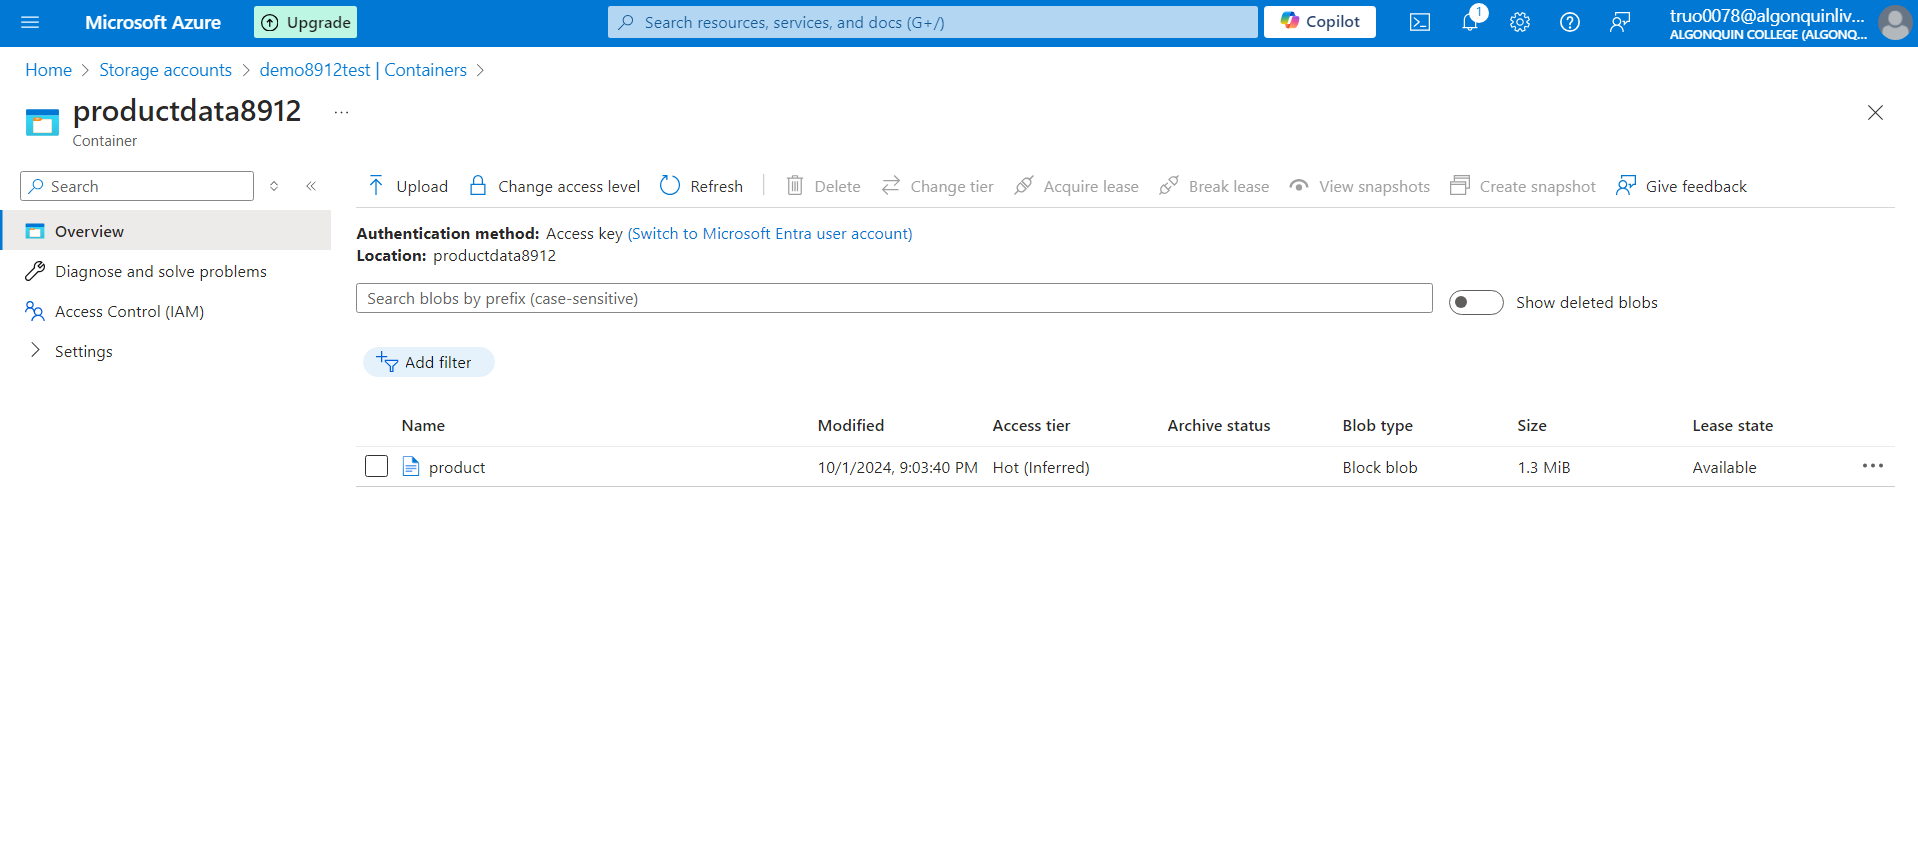 Microsoft Azure
Upgrade
Search resources, services, and docs (G+/)
Copilot
1
truo0078@algonquinliv...
ALGONQUIN COLLEGE (ALGONQ...
Home > Storage accounts > demo8912test | Containers >
productdata8912 ...
Container
Search
Overview
Diagnose and solve problems
Access Control (IAM)
Settings
Upload Change access level Refresh Delete Change tier Acquire lease Break lease View snapshots Create snapshot Give feedback
Authentication method: Access key (Switch to Microsoft Entra user account)
Location: productdata8912
Search blobs by prefix (case-sensitive)
Show deleted blobs
Add filter
Name Modified Access tier Archive status Blob type Size Lease state
product 10/1/2024, 9:03:40 PM Hot (Inferred) Block blob 1.3 MiB Available